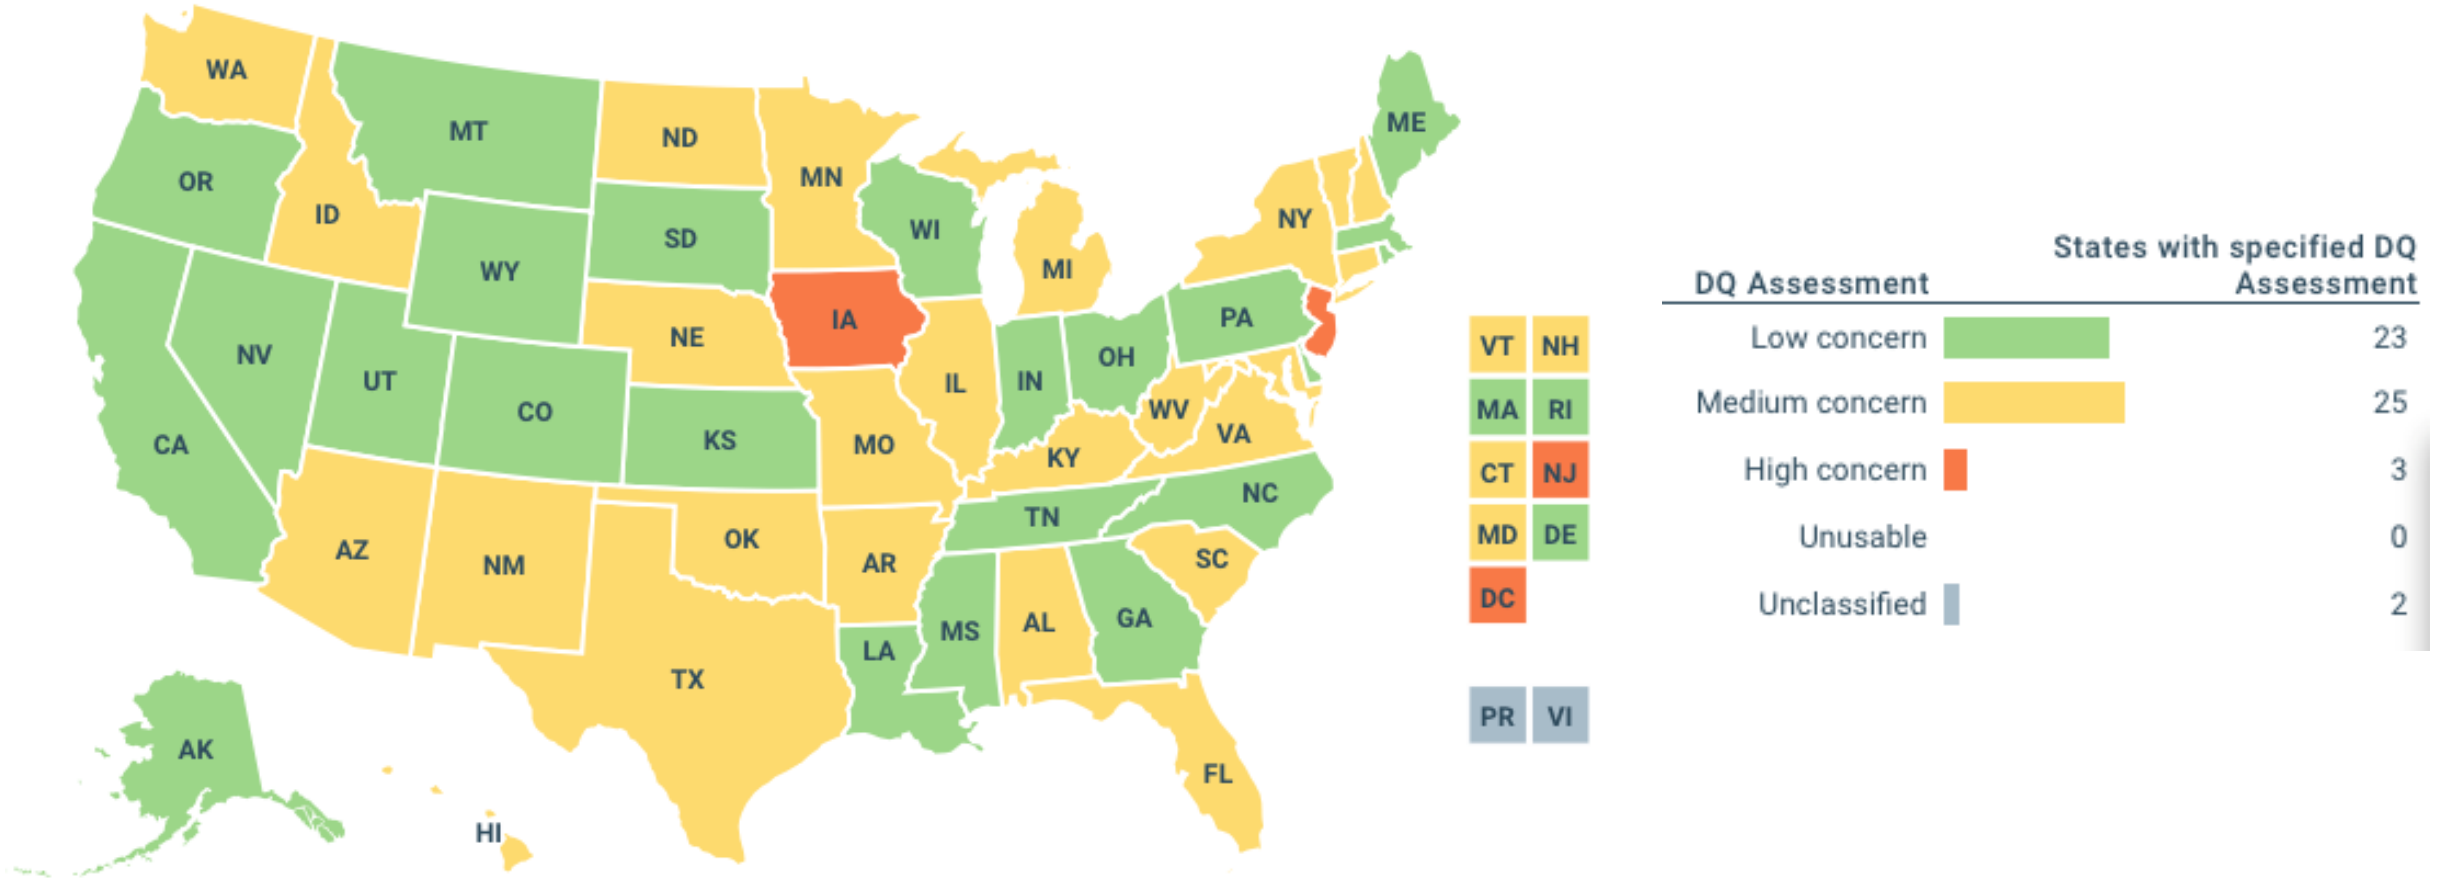 WA
MT
ND
ME
MN
OR
ID
NY
WI
SD
MI
WY
PA
IA
NE
NV
OH
UT
IN
IL
CO
WV
VA
KS
CA
MO
KY
NC
TN
OK
AZ
NM
AR
SC
MS
AL
GA
LA
TX
AK
FL
HI
VT NH
MA RI
CT NJ
MD DE
DC
PR VI
States with specified DQ
DQ Assessment Assessment
Low concern 23
Medium concern 25
High concern 3
Unusable 0
Unclassified 2